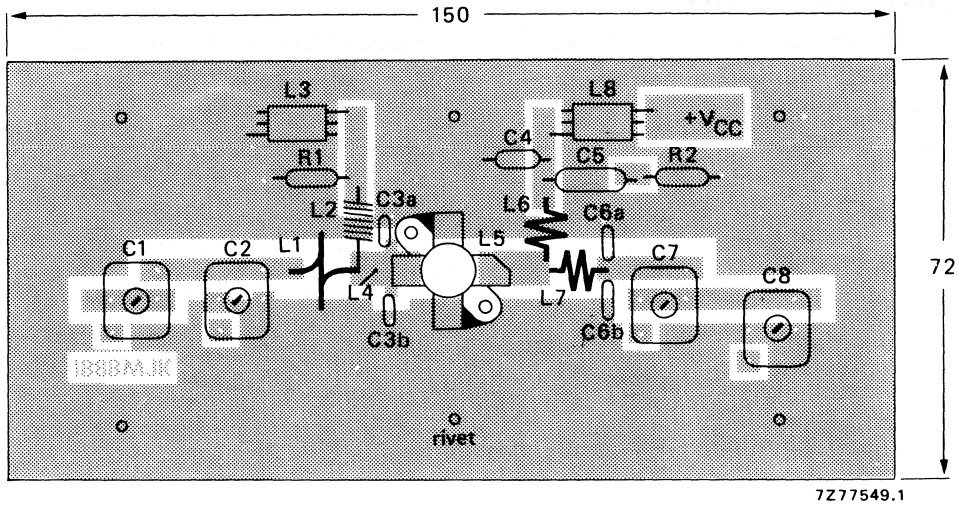 150
L3
L8
+VCC
C4
R1
C5
R2
L2
C3a
L6
C6a
L1
L5
C1
C2
C7
C8
72
L4
L7
C3b
C6b
rivet
7Z77549.1